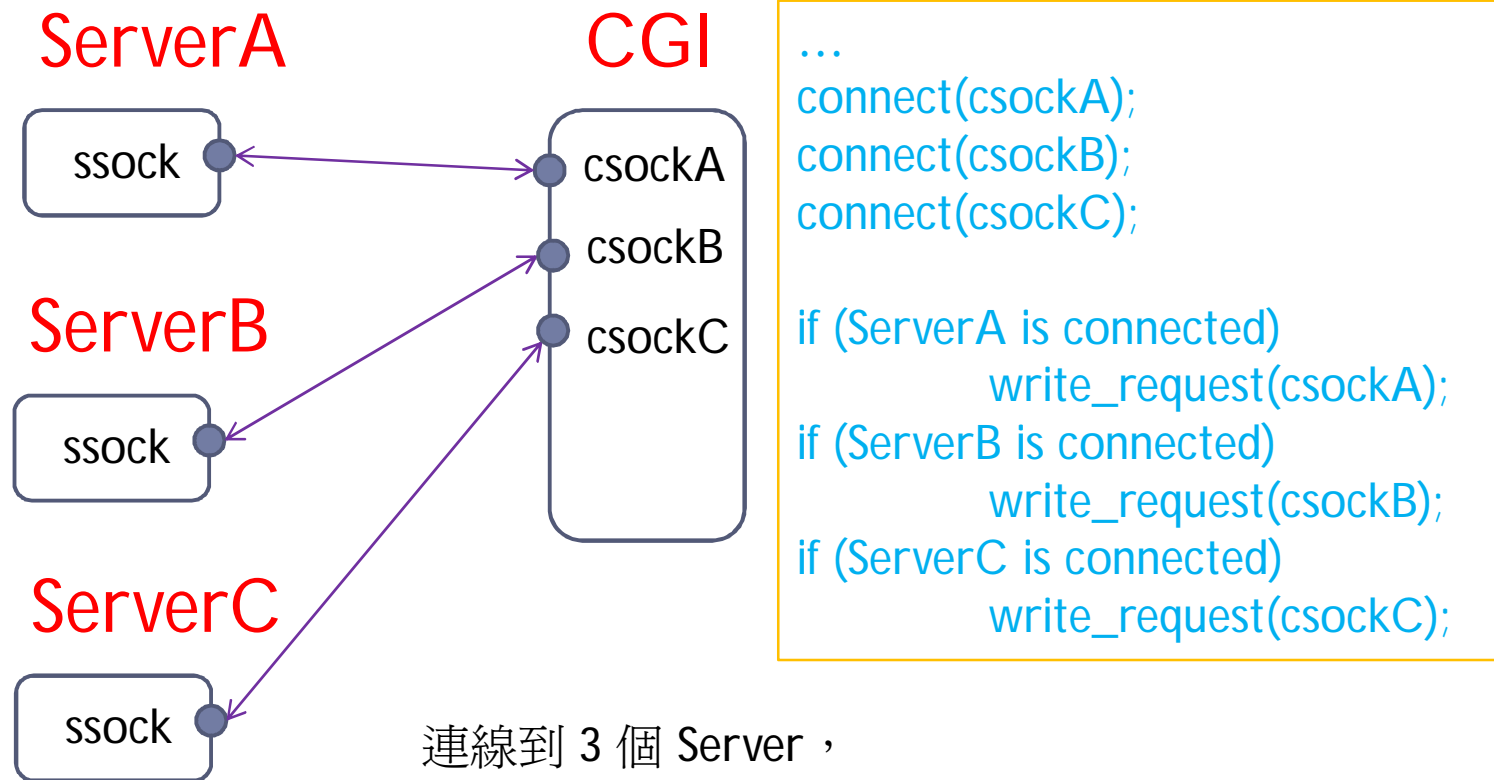 ServerA
ssock
ServerB
ssock
ServerC
ssock
CGI
csockA
csockB
csockC
...
connect(csockA);
connect(csockB);
connect(csockC);
if (ServerA is connected)
write_request(csockA);
if (ServerB is connected)
write_request(csockB);
if (ServerC is connected)
write_request(csockC);
連線到 3 個 Server，